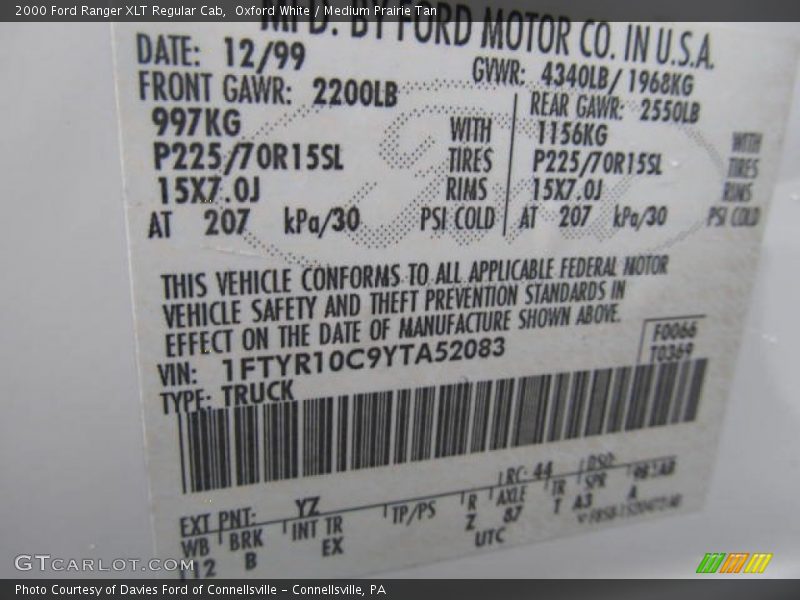 2000 Ford Ranger XLT Regular Cab, Oxford White / Medium Prairie Tan
MFD. BY FORD MOTOR CO. IN U.S.A.
DATE: 12/99
GVWR: 4340LB/ 1968KG
FRONT GAWR: 2200LB
REAR GAWR: 2550LB
997KG WITH
1156KG WITH
P225/70R15SL TIRES
P225/70R15SL TIRES
15X7.0J RIMS
15X7.0J RIMS
AT 207 kPa/30 PSI COLD
AT 207 kPa/30 PSI COLD
THIS VEHICLE CONFORMS TO ALL APPLICABLE FEDERAL MOTOR
VEHICLE SAFETY AND THEFT PREVENTION STANDARDS IN
EFFECT ON THE DATE OF MANUFACTURE SHOWN ABOVE.
F0066
VIN: 1FTYR10C9YTA52083
T0369
TYPE: TRUCK
EXT PNT: YZ
RC: 44
DSO:
WB BRK INT TR TP/PS R AXLE TR SPR
112 B EX Z 87 T A3 A
UTC
GTCARLOT.COM
Photo Courtesy of Davies Ford of Connellsville - Connellsville, PA